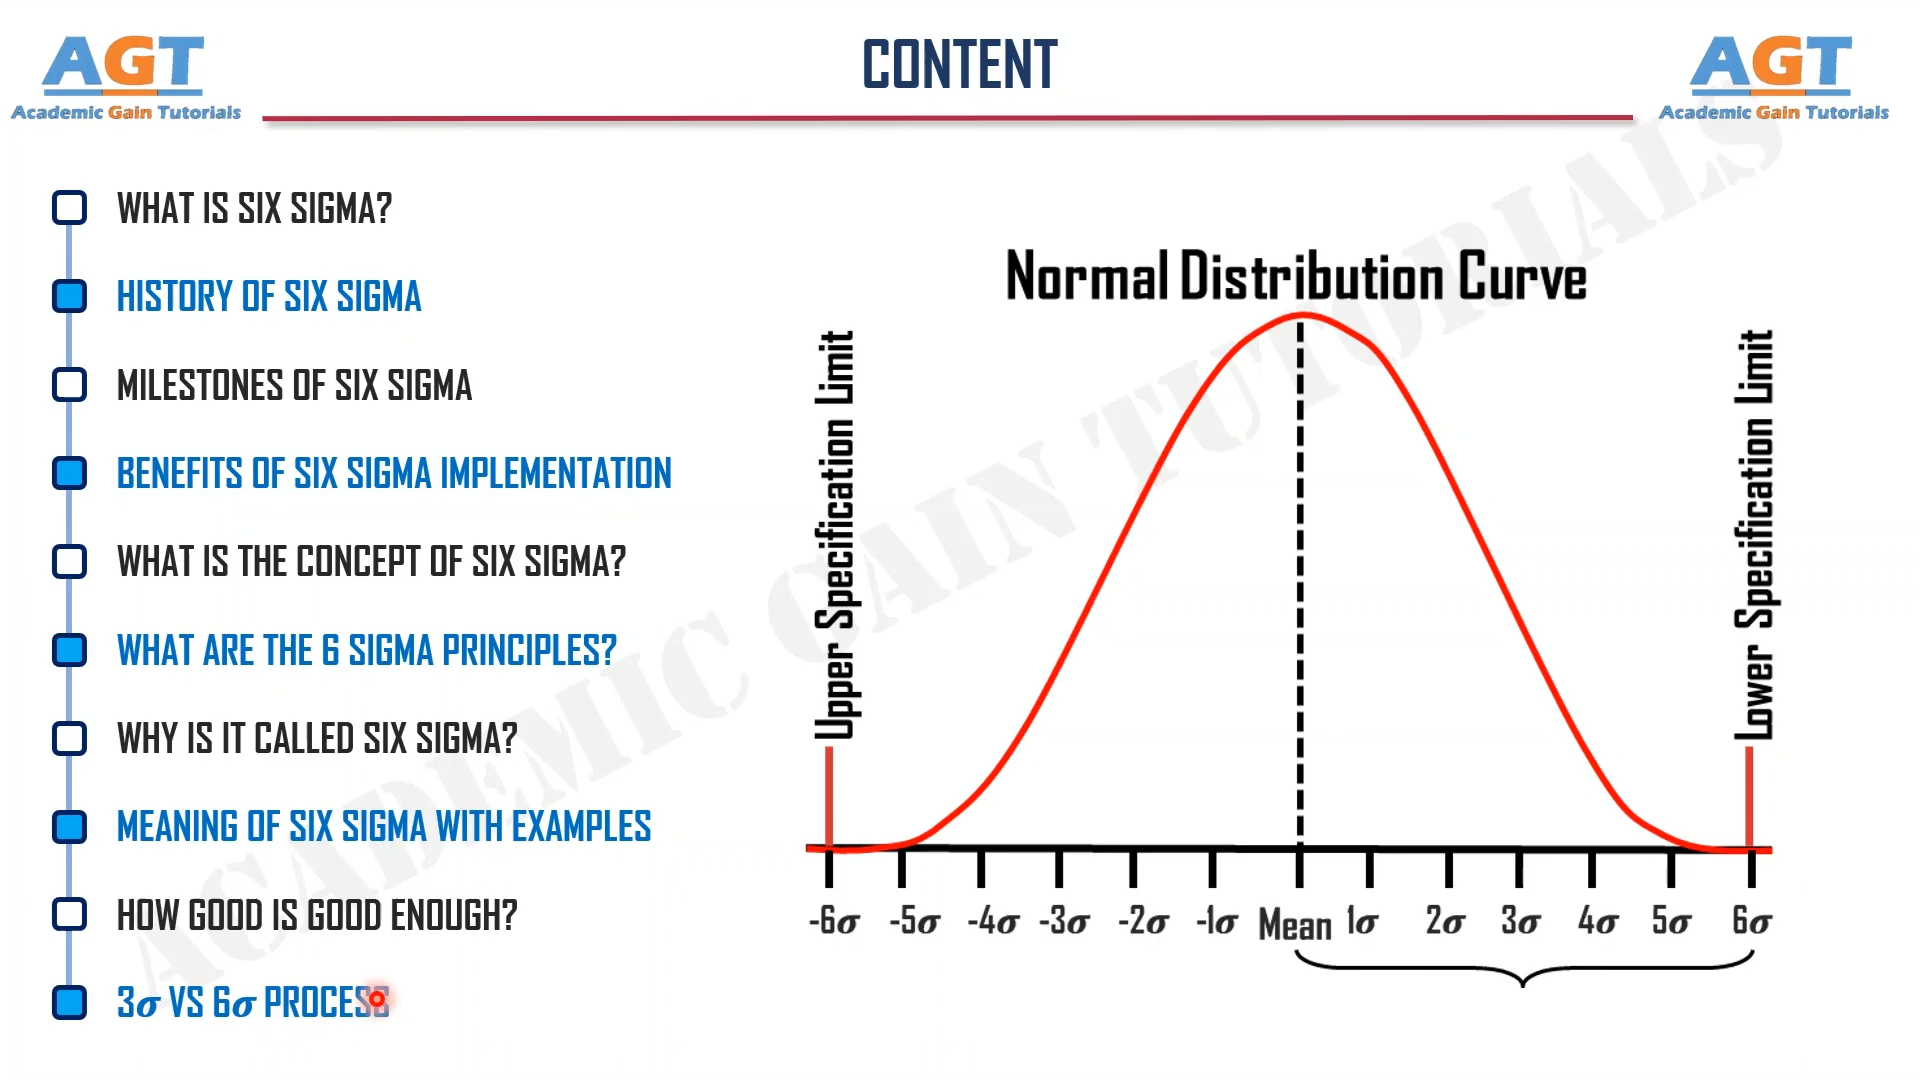 AGT
Academic Gain Tutorials
CONTENT
AGT
Academic Gain Tutorials
WHAT IS SIX SIGMA?
HISTORY OF SIX SIGMA
MILESTONES OF SIX SIGMA
BENEFITS OF SIX SIGMA IMPLEMENTATION
WHAT IS THE CONCEPT OF SIX SIGMA?
WHAT ARE THE 6 SIGMA PRINCIPLES?
WHY IS IT CALLED SIX SIGMA?
MEANING OF SIX SIGMA WITH EXAMPLES
HOW GOOD IS GOOD ENOUGH?
3σ VS 6σ PROCESS
Normal Distribution Curve
Upper Specification Limit
Lower Specification Limit
-6σ -5σ -4σ -3σ -2σ -1σ Mean 1σ 2σ 3σ 4σ 5σ 6σ
ACADEMIC GAIN TUTORIALS